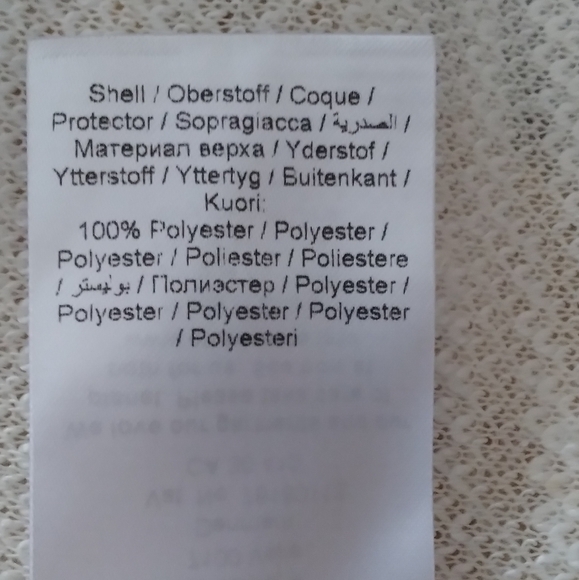 Shell / Oberstoff / Coque /
Protector / Sopragiacca / الصدرية /
Материал верха / Yderstof /
Ytterstoff / Yttertyg / Buitenkant /
Kuori:
100% Polyester / Polyester /
Polyester / Poliester / Poliestere
/ بوليستر / Полиэстер / Polyester /
Polyester / Polyester / Polyester
/ Polyesteri